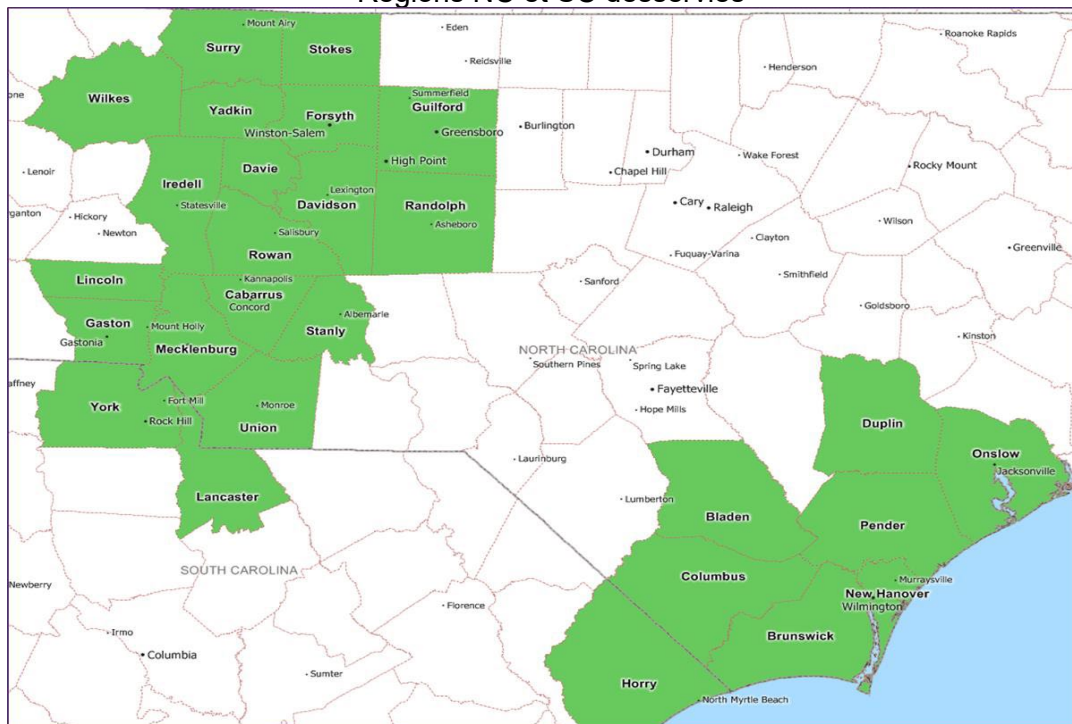 Régions NC et SC desservies
Mount Airy
Surry
Stokes
Eden
Reidsville
Roanoke Rapids
Henderson
Wilkes
Yadkin
Forsyth
Winston-Salem
Summerfield
Guilford
Greensboro
High Point
Burlington
Durham
Chapel Hill
Wake Forest
Rocky Mount
Lenoir
Davie
Iredell
Statesville
Lexington
Davidson
Randolph
Asheboro
Cary
Raleigh
Wilson
Hickory
Newton
Salisbury
Rowan
Clayton
Fuquay-Varina
Greenville
Smithfield
Sanford
Goldsboro
Kinston
Lincoln
Kannapolis
Cabarrus
Concord
Gaston
Mount Holly
Gastonia
Mecklenburg
Albemarle
Stanly
NORTH CAROLINA
Southern Pines
Spring Lake
Fayetteville
Hope Mills
affney
York
Fort Mill
Rock Hill
Monroe
Union
Laurinburg
Duplin
Onslow
Jacksonville
Lancaster
Lumberton
Bladen
Pender
SOUTH CAROLINA
Newberry
Columbus
Murraysville
New Hanover
Wilmington
Florence
Brunswick
Irmo
Columbia
Sumter
Horry
North Myrtle Beach